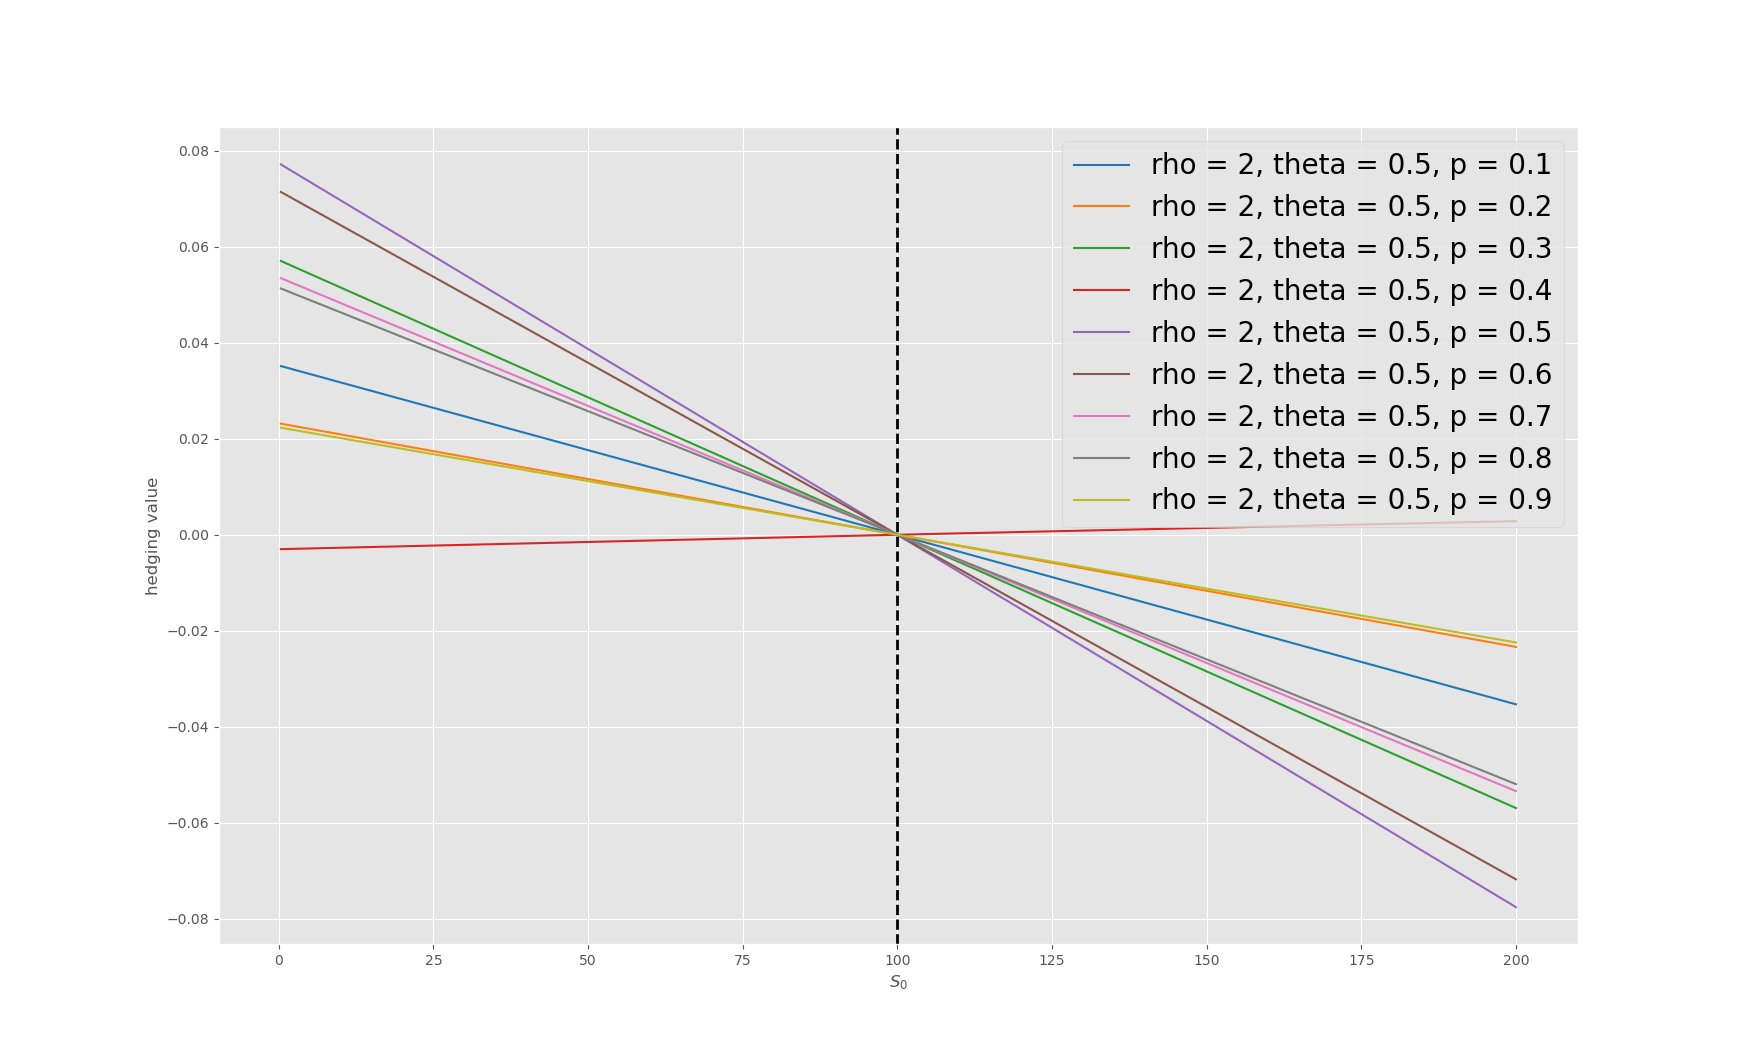 0.08
0.06
0.04
0.02
0.00
−0.02
−0.04
−0.06
−0.08
hedging value
0 25 50 75 100 125 150 175 200
S₀
rho = 2, theta = 0.5, p = 0.1
rho = 2, theta = 0.5, p = 0.2
rho = 2, theta = 0.5, p = 0.3
rho = 2, theta = 0.5, p = 0.4
rho = 2, theta = 0.5, p = 0.5
rho = 2, theta = 0.5, p = 0.6
rho = 2, theta = 0.5, p = 0.7
rho = 2, theta = 0.5, p = 0.8
rho = 2, theta = 0.5, p = 0.9